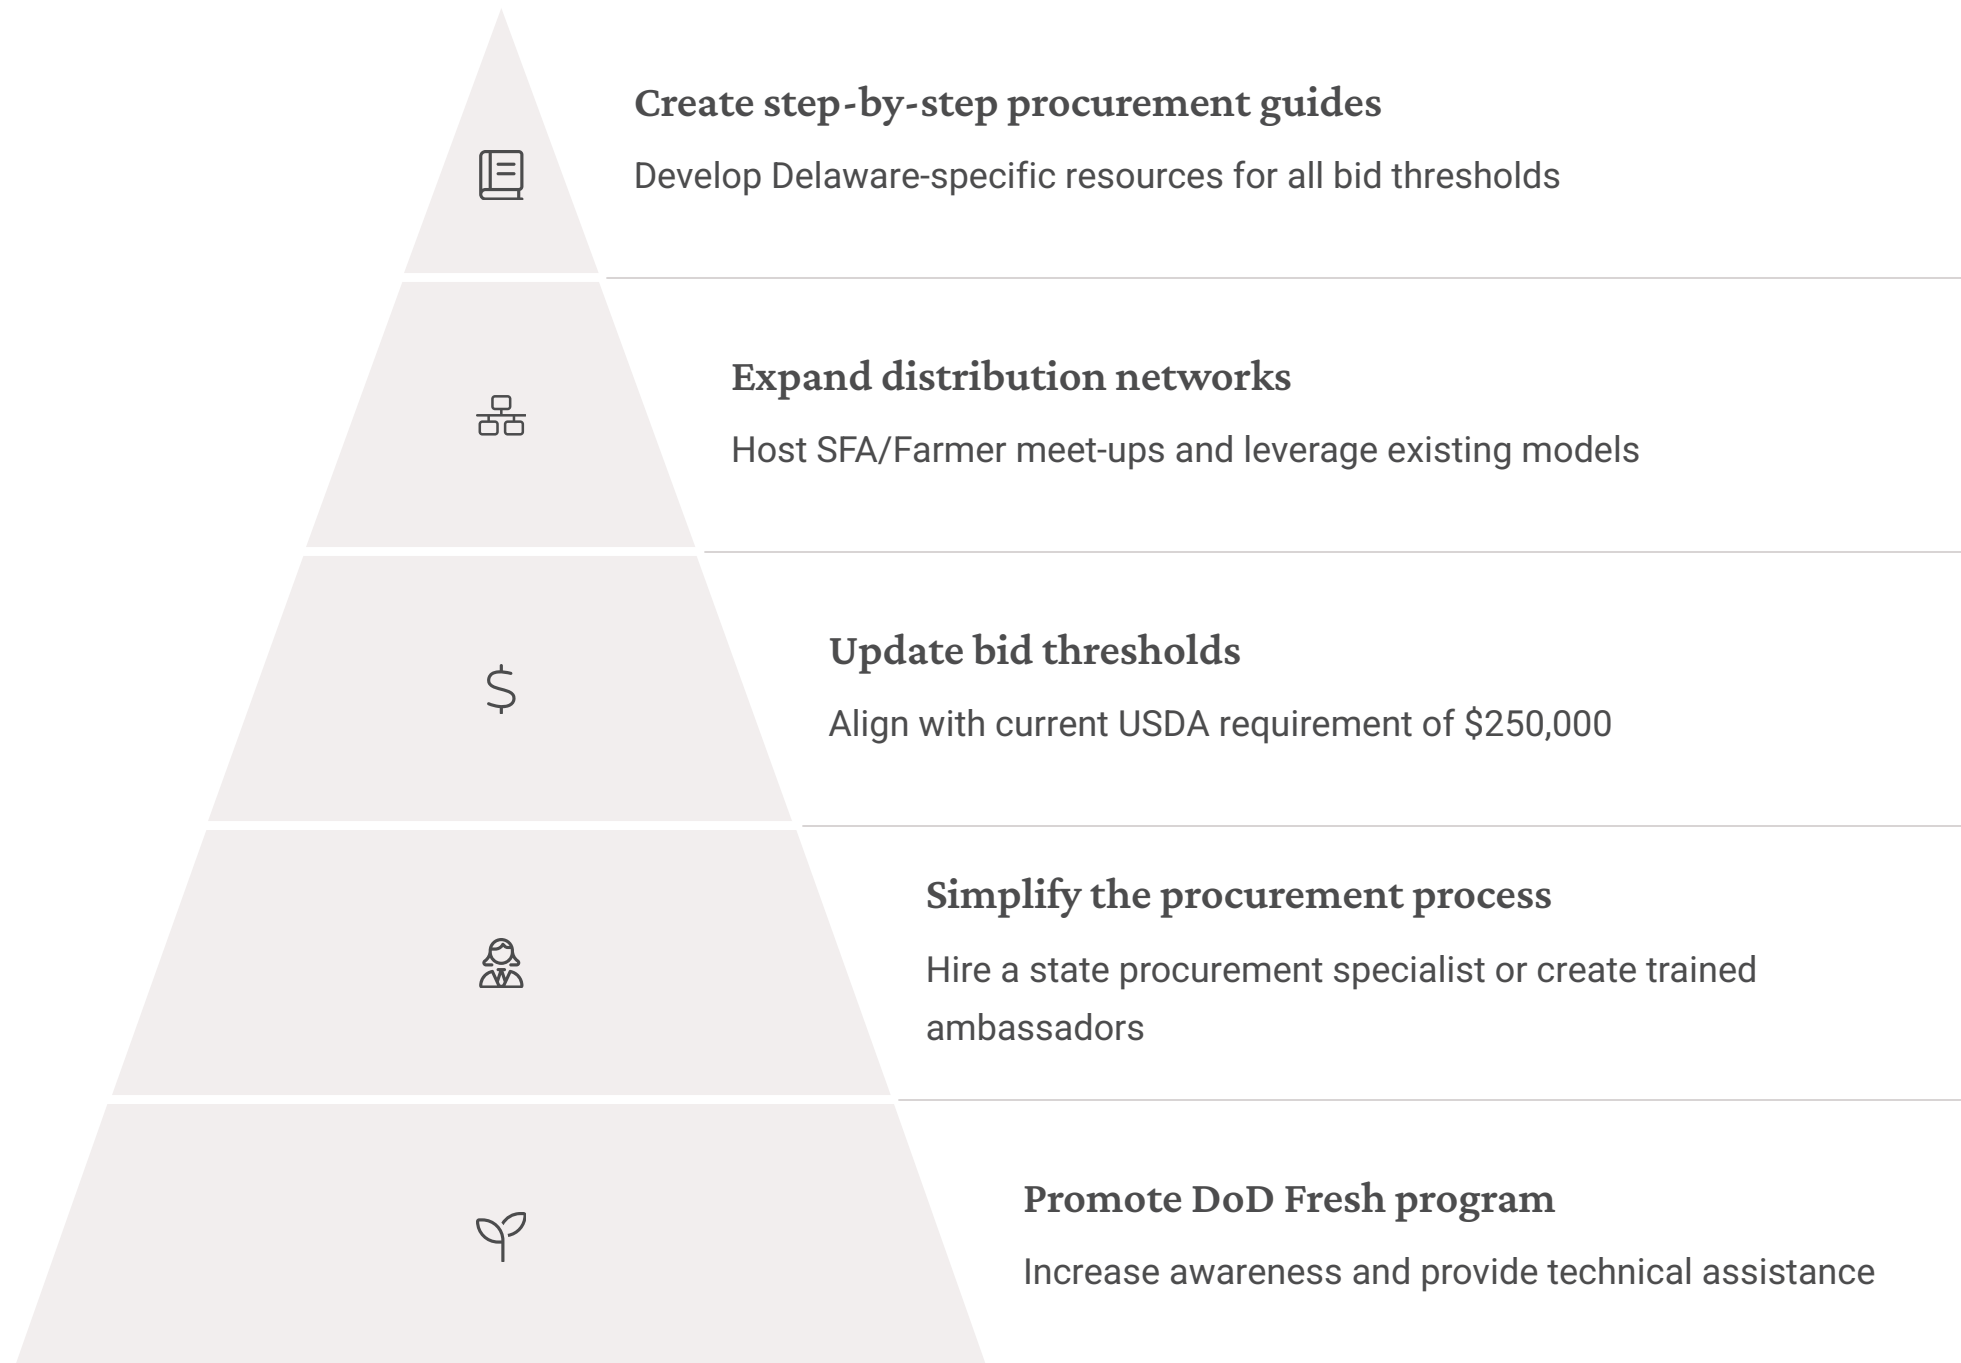 Create step-by-step procurement guides
Develop Delaware-specific resources for all bid thresholds
Expand distribution networks
Host SFA/Farmer meet-ups and leverage existing models
$
Update bid thresholds
Align with current USDA requirement of $250,000
Simplify the procurement process
Hire a state procurement specialist or create trained
ambassadors
Promote DoD Fresh program
Increase awareness and provide technical assistance